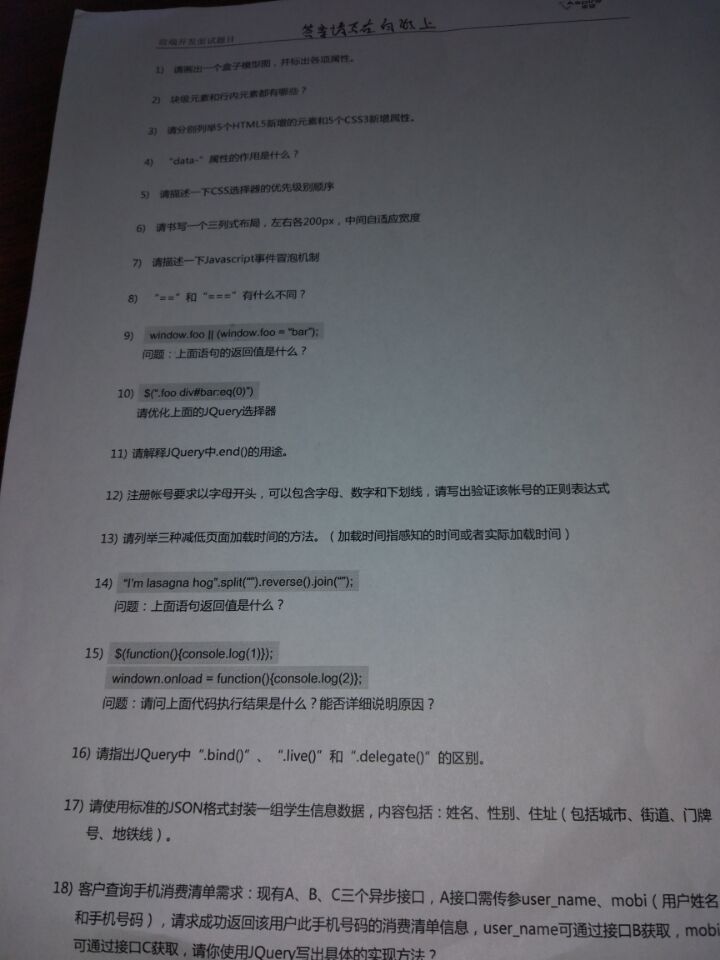 答案请写在白纸上
Aspire
前端开发面试题目
1) 请画出一个盒子模型图，并标出各项属性。
2) 块级元素和行内元素都有哪些？
3) 请分别列举5个HTML5新增的元素和5个CSS3新增属性。
4) “data-”属性的作用是什么？
5) 请描述一下CSS选择器的优先级别顺序
6) 请书写一个三列式布局，左右各200px，中间自适应宽度
7) 请描述一下Javascript事件冒泡机制
8) “==”和“===”有什么不同？
9) window.foo || (window.foo = "bar");
问题：上面语句的返回值是什么？
10) $(".foo div#bar:eq(0)")
请优化上面的JQuery选择器
11) 请解释JQuery中.end()的用途。
12) 注册帐号要求以字母开头，可以包含字母、数字和下划线，请写出验证该帐号的正则表达式
13) 请列举三种减低页面加载时间的方法。（加载时间指感知的时间或者实际加载时间）
14) “I'm lasagna hog”.split(“”).reverse().join(“”);
问题：上面语句返回值是什么？
15) $(function(){console.log(1)});
windown.onload = function(){console.log(2)};
问题：请问上面代码执行结果是什么？能否详细说明原因？
16) 请指出JQuery中“.bind()”、“.live()”和“.delegate()”的区别。
17) 请使用标准的JSON格式封装一组学生信息数据，内容包括：姓名、性别、住址（包括城市、街道、门牌
号、地铁线）。
18) 客户查询手机消费清单需求：现有A、B、C三个异步接口，A接口需传参user_name、mobi（用户姓名
和手机号码），请求成功返回该用户此手机号码的消费清单信息，user_name可通过接口B获取，mobi
可通过接口C获取，请你使用JQuery写出具体的实现方法？